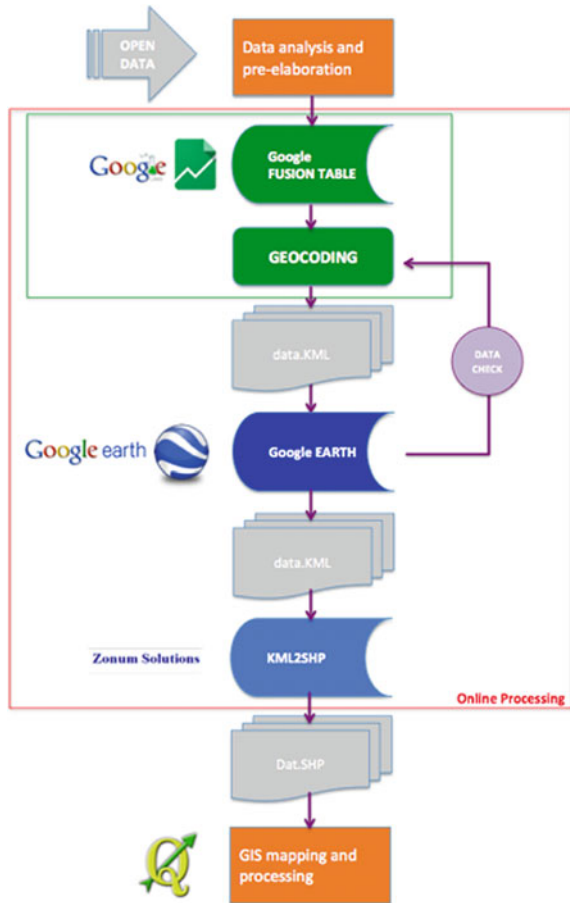 OPEN
DATA
Data analysis and
pre-elaboration
Google
Google
FUSION TABLE
GEOCODING
data.KML
DATA
CHECK
Google earth
Google EARTH
data.KML
Zonum Solutions
KML2SHP
Online Processing
Dat.SHP
GIS mapping and
processing